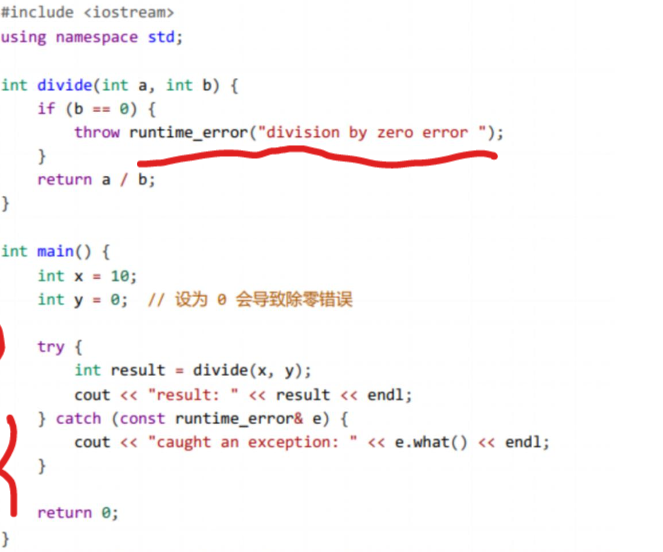 #include <iostream>
using namespace std;
int divide(int a, int b) {
if (b == 0) {
throw runtime_error("division by zero error ");
}
return a / b;
}
int main() {
int x = 10;
int y = 0;  // 设为 0 会导致除零错误
try {
int result = divide(x, y);
cout << "result: " << result << endl;
} catch (const runtime_error& e) {
cout << "caught an exception: " << e.what() << endl;
}
return 0;
}